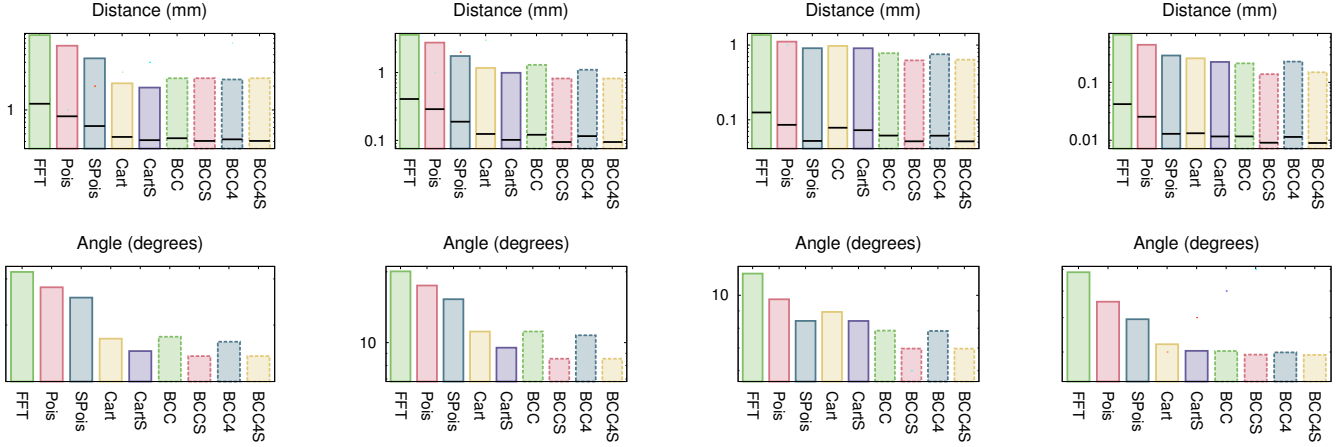 Distance (mm)
1
FFT
Pois
SPois
Cart
CartS
BCC
BCCS
BCC4
BCC4S
Distance (mm)
1
0.1
FFT
Pois
SPois
Cart
CartS
BCC
BCCS
BCC4
BCC4S
Distance (mm)
1
0.1
FFT
Pois
SPois
CC
CartS
BCC
BCCS
BCC4
BCC4S
Distance (mm)
0.1
0.01
FFT
Pois
SPois
Cart
CartS
BCC
BCCS
BCC4
BCC4S
Angle (degrees)
FFT
Pois
SPois
Cart
CartS
BCC
BCCS
BCC4
BCC4S
Angle (degrees)
10
FFT
Pois
SPois
Cart
CartS
BCC
BCCS
BCC4
BCC4S
Angle (degrees)
10
FFT
Pois
SPois
Cart
CartS
BCC
BCCS
BCC4
BCC4S
Angle (degrees)
FFT
Pois
SPois
Cart
CartS
BCC
BCCS
BCC4
BCC4S